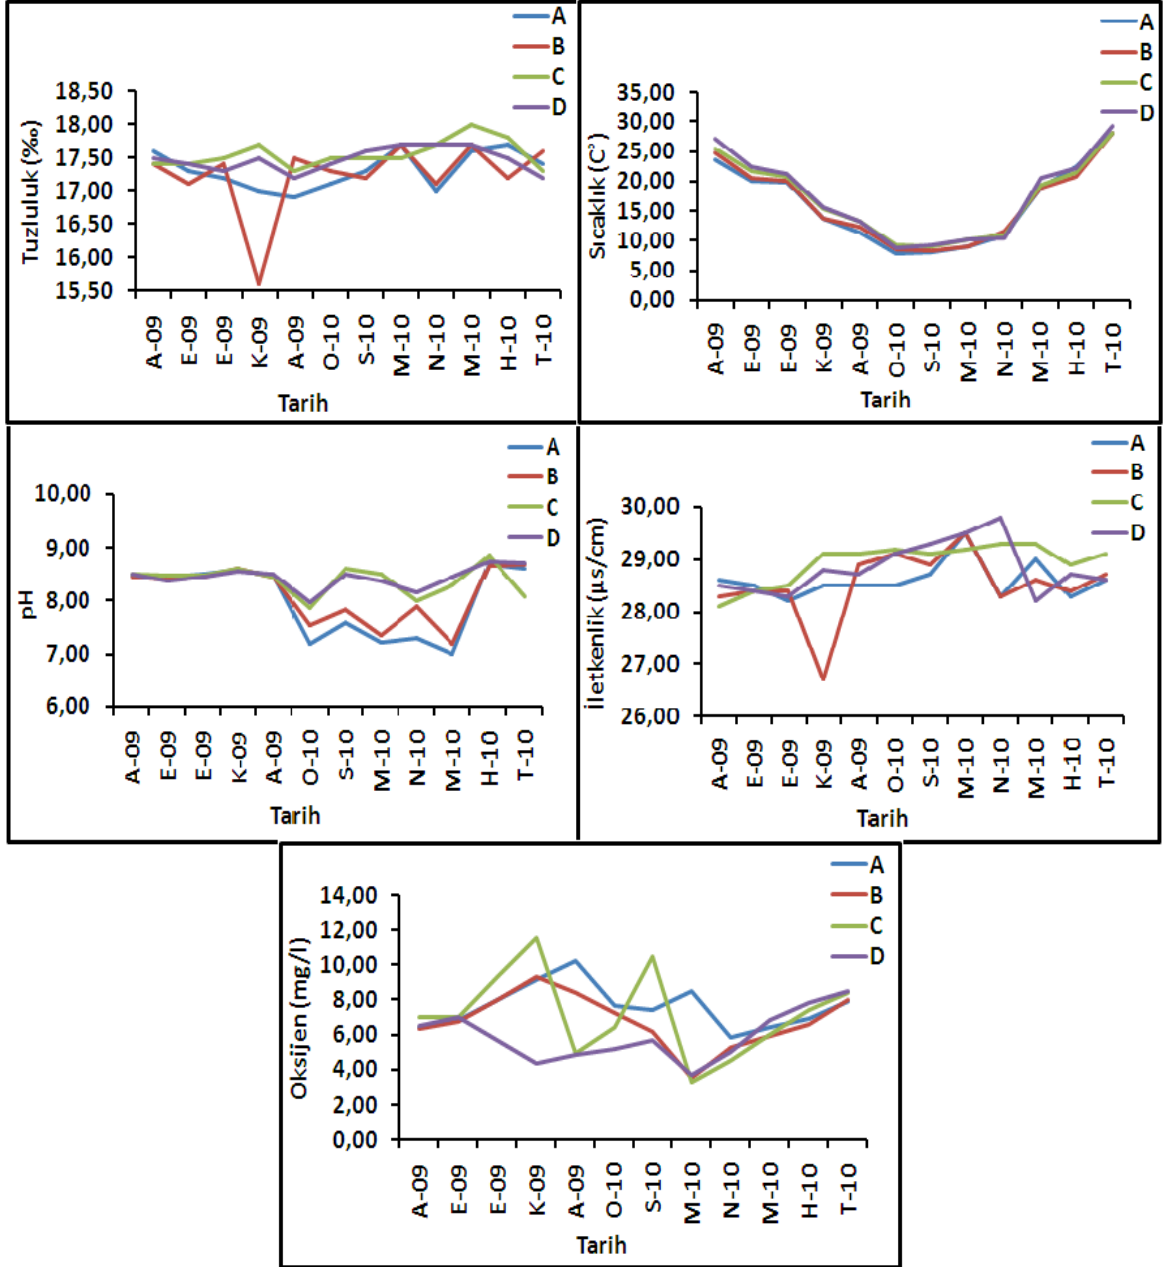 A
B
C
D
18,50
18,00
17,50
17,00
16,50
16,00
15,50
Tuzluluk (‰)
A-09
E-09
E-09
K-09
A-09
O-10
S-10
M-10
N-10
M-10
H-10
T-10
Tarih
A
B
C
D
35,00
30,00
25,00
20,00
15,00
10,00
5,00
0,00
Sıcaklık (C°)
A-09
E-09
E-09
K-09
A-09
O-10
S-10
M-10
N-10
M-10
H-10
T-10
Tarih
A
B
C
D
10,00
9,00
8,00
7,00
6,00
pH
A-09
E-09
E-09
K-09
A-09
O-10
S-10
M-10
N-10
M-10
H-10
T-10
Tarih
A
B
C
D
30,00
29,00
28,00
27,00
26,00
İletkenlik (µs/cm)
A-09
E-09
E-09
K-09
A-09
O-10
S-10
M-10
N-10
M-10
H-10
T-10
Tarih
A
B
C
D
14,00
12,00
10,00
8,00
6,00
4,00
2,00
0,00
Oksijen (mg/l)
A-09
E-09
E-09
K-09
A-09
O-10
S-10
M-10
N-10
M-10
H-10
T-10
Tarih